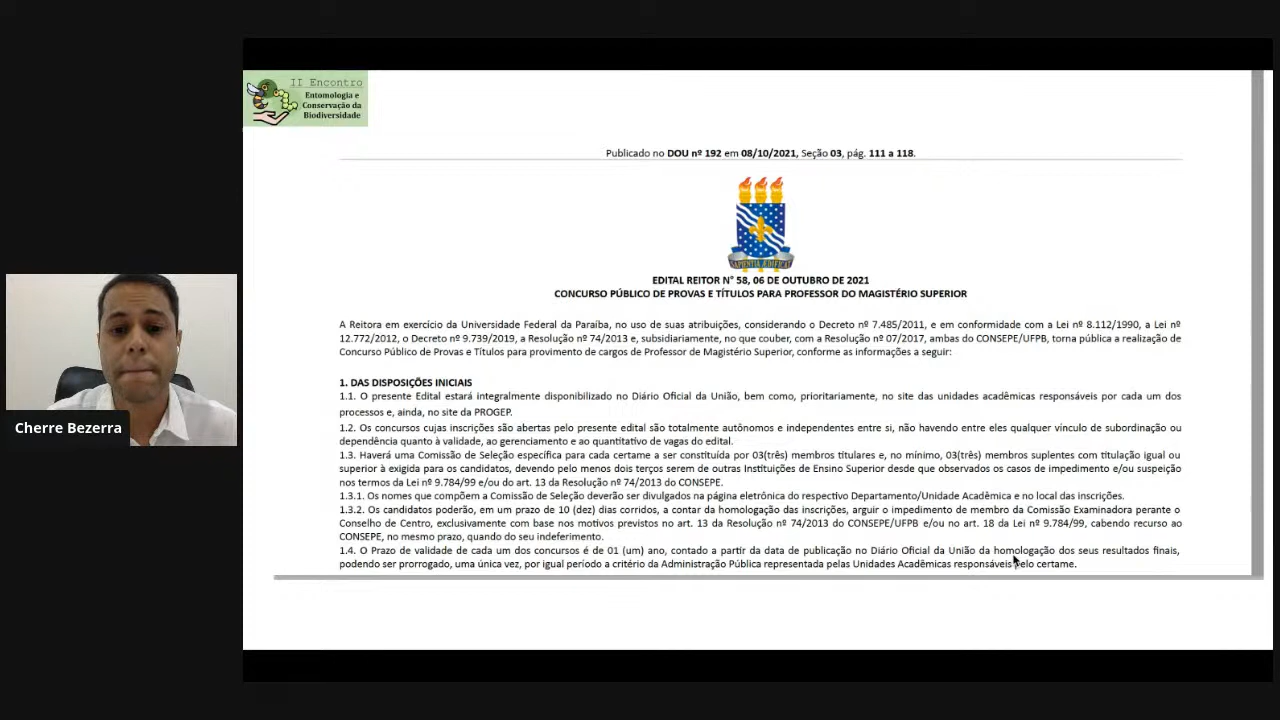 II Encontro
Entomologia e
Conservação da
Biodiversidade
Publicado no DOU nº 192 em 08/10/2021, Seção 03, pág. 111 a 118.
EDITAL REITOR N° 58, 06 DE OUTUBRO DE 2021
CONCURSO PÚBLICO DE PROVAS E TÍTULOS PARA PROFESSOR DO MAGISTÉRIO SUPERIOR
A Reitora em exercício da Universidade Federal da Paraíba, no uso de suas atribuições, considerando o Decreto nº 7.485/2011, e em conformidade com a Lei nº 8.112/1990, a Lei nº
12.772/2012, o Decreto nº 9.739/2019, a Resolução nº 74/2013 e, subsidiariamente, no que couber, com a Resolução nº 07/2017, ambas do CONSEPE/UFPB, torna pública a realização de
Concurso Público de Provas e Títulos para provimento de cargos de Professor de Magistério Superior, conforme as informações a seguir:
1. DAS DISPOSIÇÕES INICIAIS
1.1. O presente Edital estará integralmente disponibilizado no Diário Oficial da União, bem como, prioritariamente, no site das unidades acadêmicas responsáveis por cada um dos
processos e, ainda, no site da PROGEP.
1.2. Os concursos cujas inscrições são abertas pelo presente edital são totalmente autônomos e independentes entre si, não havendo entre eles qualquer vínculo de subordinação ou
dependência quanto à validade, ao gerenciamento e ao quantitativo de vagas do edital.
1.3. Haverá uma Comissão de Seleção específica para cada certame a ser constituída por 03(três) membros titulares e, no mínimo, 03(três) membros suplentes com titulação igual ou
superior à exigida para os candidatos, devendo pelo menos dois terços serem de outras Instituições de Ensino Superior desde que observados os casos de impedimento e/ou suspeição
nos termos da Lei nº 9.784/99 e/ou do art. 13 da Resolução nº 74/2013 do CONSEPE.
1.3.1. Os nomes que compõem a Comissão de Seleção deverão ser divulgados na página eletrônica do respectivo Departamento/Unidade Acadêmica e no local das inscrições.
1.3.2. Os candidatos poderão, em um prazo de 10 (dez) dias corridos, a contar da homologação das inscrições, arguir o impedimento de membro da Comissão Examinadora perante o
Conselho de Centro, exclusivamente com base nos motivos previstos no art. 13 da Resolução nº 74/2013 do CONSEPE/UFPB e/ou no art. 18 da Lei nº 9.784/99, cabendo recurso ao
CONSEPE, no mesmo prazo, quando do seu indeferimento.
1.4. O Prazo de validade de cada um dos concursos é de 01 (um) ano, contado a partir da data de publicação no Diário Oficial da União da homologação dos seus resultados finais,
podendo ser prorrogado, uma única vez, por igual período a critério da Administração Pública representada pelas Unidades Acadêmicas responsáveis pelo certame.
Cherre Bezerra